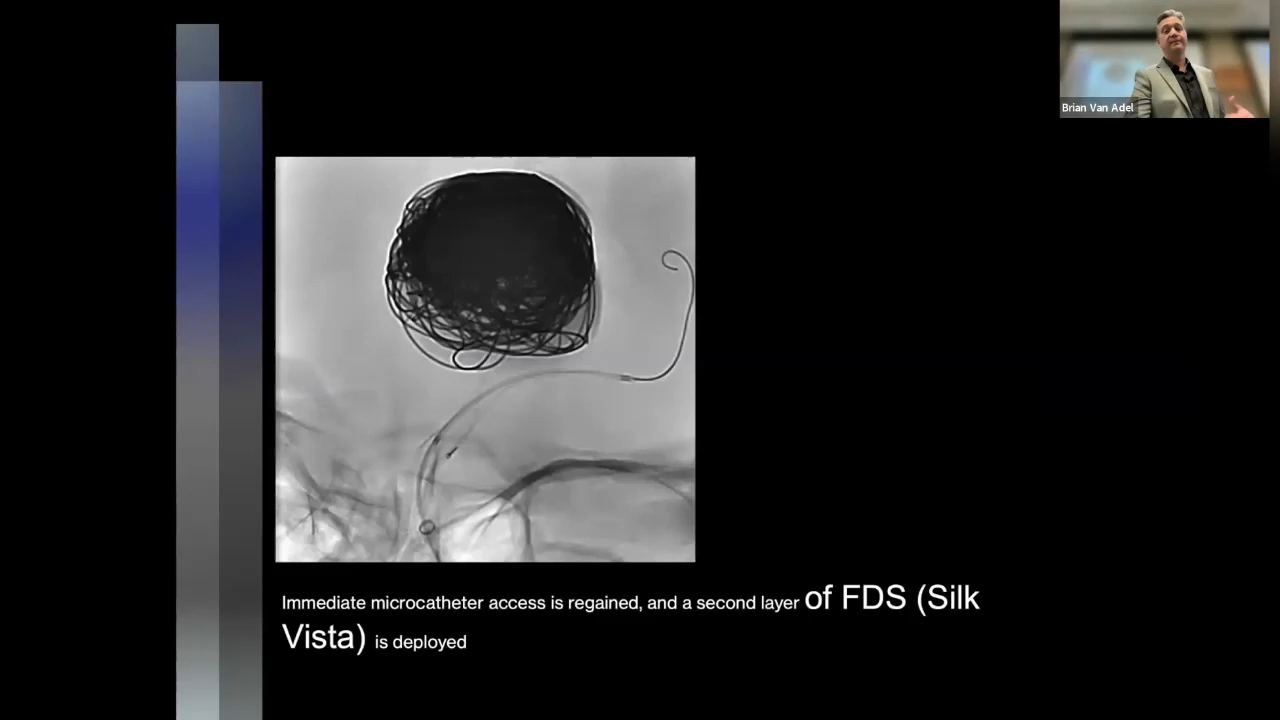 Brian Van Adel
Immediate microcatheter access is regained, and a second layer of FDS (Silk
Vista) is deployed